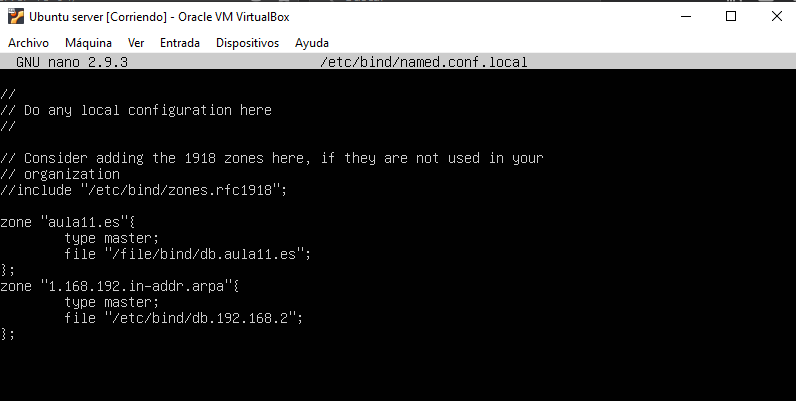 Ubuntu server [Corriendo] - Oracle VM VirtualBox
Archivo Máquina Ver Entrada Dispositivos Ayuda
GNU nano 2.9.3 /etc/bind/named.conf.local
//
// Do any local configuration here
//
// Consider adding the 1918 zones here, if they are not used in your
// organization
//include "/etc/bind/zones.rfc1918";
zone "aula11.es"{
type master;
file "/file/bind/db.aula11.es";
};
zone "1.168.192.in-addr.arpa"{
type master;
file "/etc/bind/db.192.168.2";
};